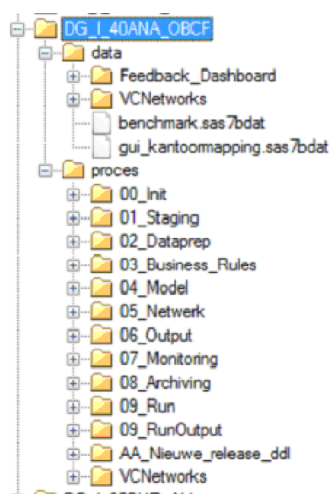 DG_I_40ANA_OBCF
data
Feedback_Dashboard
VCNetworks
benchmark.sas7bdat
gui_kantoormapping.sas7bdat
proces
00_Init
01_Staging
02_Dataprep
03_Business_Rules
04_Model
05_Netwerk
06_Output
07_Monitoring
08_Archiving
09_Run
09_RunOutput
AA_Nieuwe_release_ddl
VCNetworks